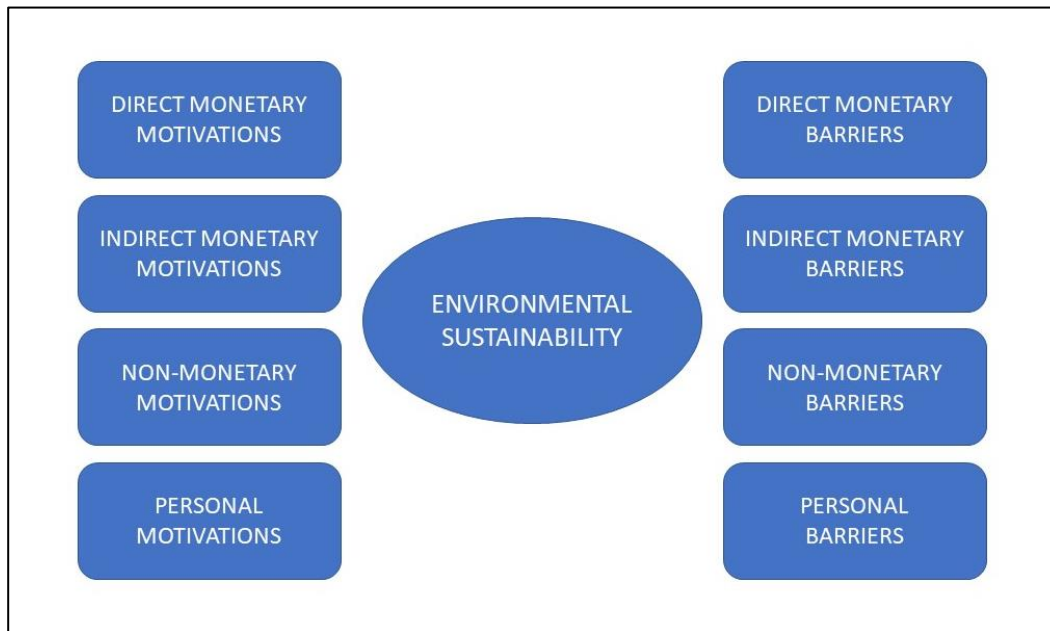 DIRECT MONETARY
MOTIVATIONS
INDIRECT MONETARY
MOTIVATIONS
NON-MONETARY
MOTIVATIONS
PERSONAL
MOTIVATIONS
ENVIRONMENTAL
SUSTAINABILITY
DIRECT MONETARY
BARRIERS
INDIRECT MONETARY
BARRIERS
NON-MONETARY
BARRIERS
PERSONAL
BARRIERS